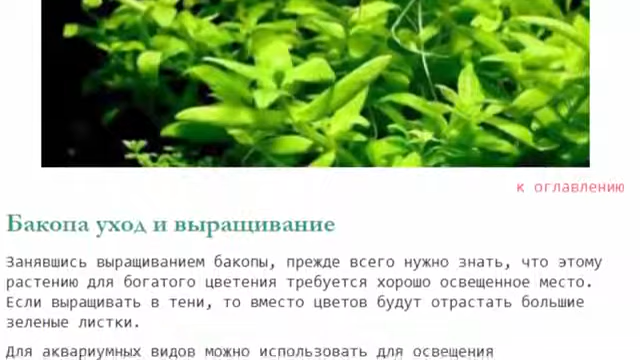 к оглавлению
Бакопа уход и выращивание
Занявшись выращиванием бакопы, прежде всего нужно знать, что этому
растению для богатого цветения требуется хорошо освещенное место.
Если выращивать в тени, то вместо цветов будут отрастать большие
зеленые листки.
Для аквариумных видов можно использовать для освещения